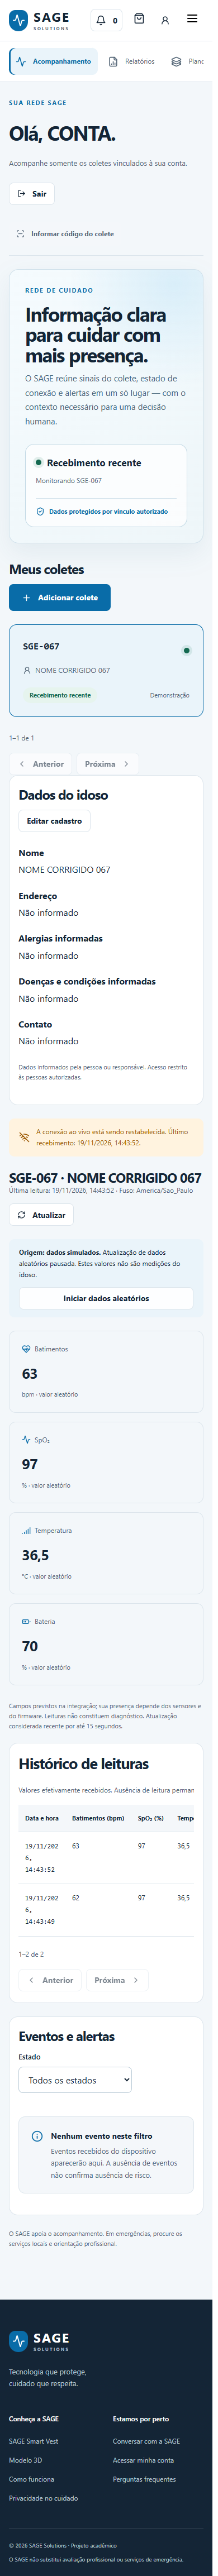 SAGE
SOLUTIONS
0
Acompanhamento
Relatórios
SUA REDE SAGE
Olá, CONTA.
Acompanhe somente os coletes vinculados à sua conta.
Sair
Informar código do colete
REDE DE CUIDADO
Informação clara
para cuidar com
mais presença.
O SAGE reúne sinais do colete, estado de
conexão e alertas em um só lugar — com o
contexto necessário para uma decisão
humana.
Recebimento recente
Monitorando SGE-067
Dados protegidos por vínculo autorizado
Meus coletes
Adicionar colete
SGE-067
NOME CORRIGIDO 067
Recebimento recente
Demonstração
1–1 de 1
Anterior
Próxima
Dados do idoso
Editar cadastro
Nome
NOME CORRIGIDO 067
Endereço
Não informado
Alergias informadas
Não informado
Doenças e condições informadas
Não informado
Contato
Não informado
Dados informados pela pessoa ou responsável. Acesso restrito
às pessoas autorizadas.
A conexão ao vivo está sendo restabelecida. Último
recebimento: 19/11/2026, 14:43:52.
SGE-067 · NOME CORRIGIDO 067
Última leitura: 19/11/2026, 14:43:52 · Fuso: America/Sao_Paulo
Atualizar
Origem: dados simulados. Atualização de dados
aleatórios pausada. Estes valores não são medições do
idoso.
Iniciar dados aleatórios
Batimentos
63
bpm · valor aleatório
SpO₂
97
% · valor aleatório
Temperatura
36,5
°C · valor aleatório
Bateria
70
% · valor aleatório
Campos previstos na integração; sua presença depende dos sensores e
do firmware. Leituras não constituem diagnóstico. Atualização
considerada recente por até 15 segundos.
Histórico de leituras
Valores efetivamente recebidos. Ausência de leitura
Data e hora
Batimentos (bpm)
SpO₂ (%)
19/11/202
6,
14:43:52
63
97
36,5
19/11/202
6,
14:43:49
62
97
36,5
1–2 de 2
Anterior
Próxima
Eventos e alertas
Estado
Todos os estados
Nenhum evento neste filtro
Eventos recebidos do dispositivo
aparecerão aqui. A ausência de eventos
não confirma ausência de risco.
O SAGE apoia o acompanhamento. Em emergências, procure os
serviços locais e orientação profissional.
SAGE
SOLUTIONS
Tecnologia que protege,
cuidado que respeita.
Conheça a SAGE
SAGE Smart Vest
Modelo 3D
Como funciona
Privacidade no cuidado
Estamos por perto
Conversar com a SAGE
Acessar minha conta
Perguntas frequentes
© 2026 SAGE Solutions · Projeto acadêmico
O SAGE não substitui avaliação profissional ou serviços de emergência.